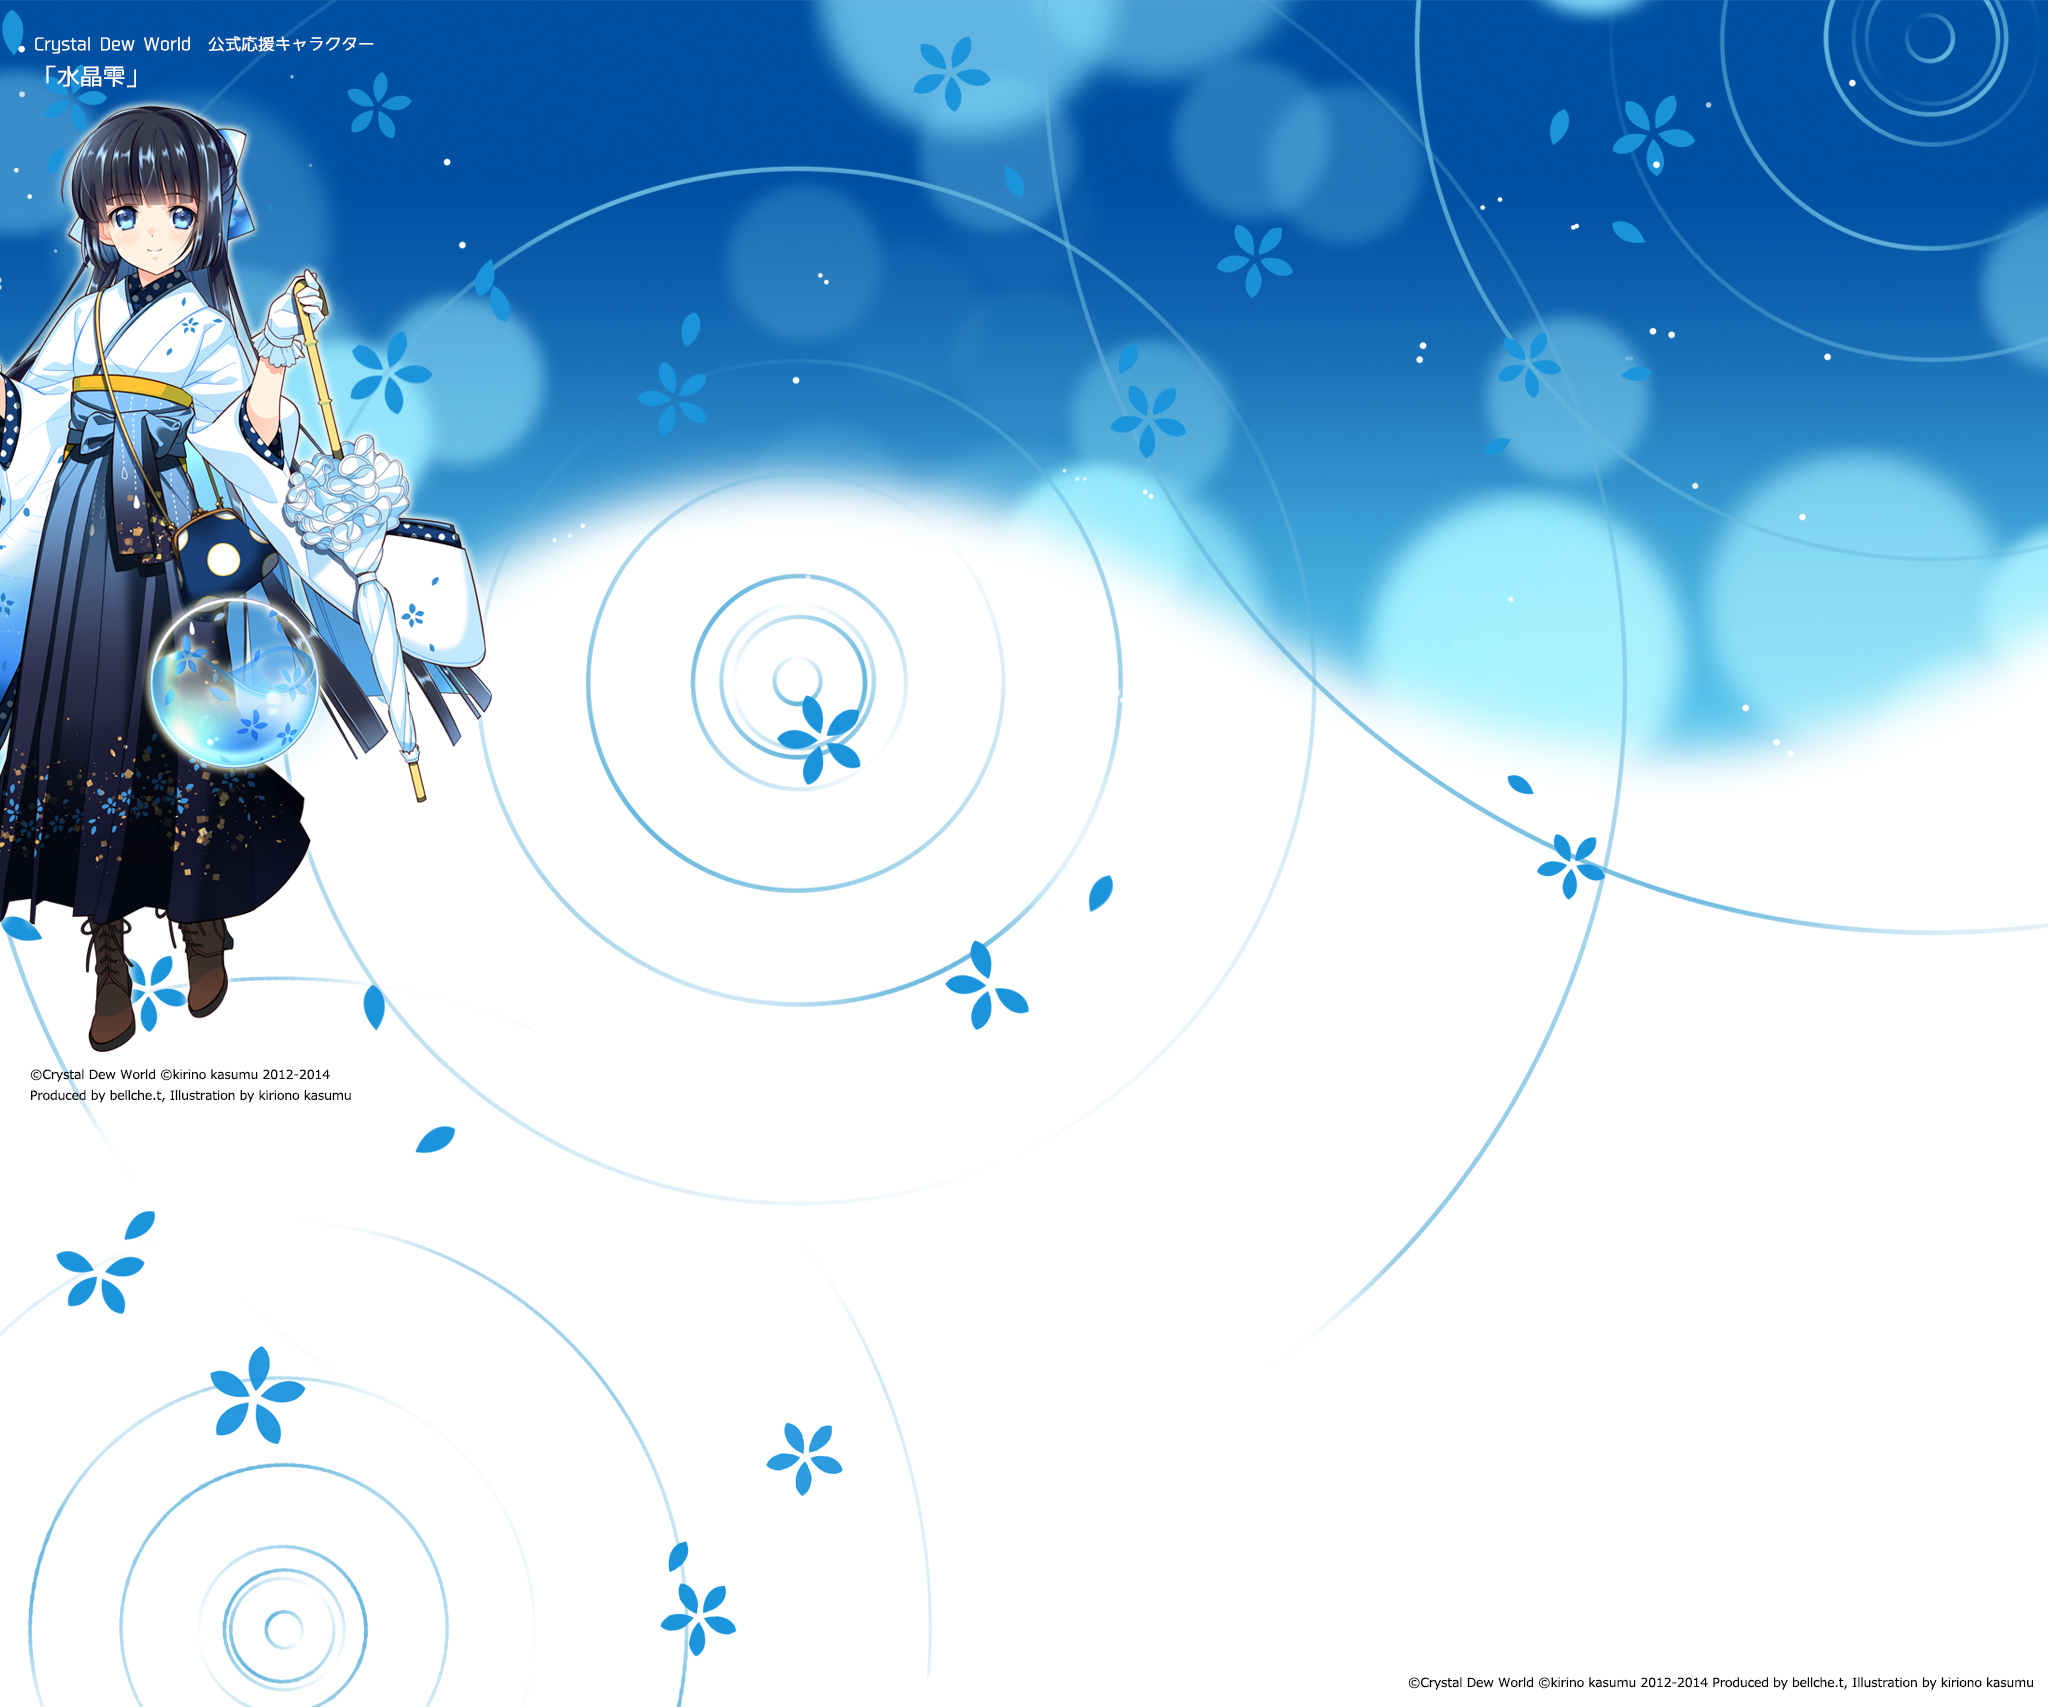 Crystal Dew World 公式応援キャラクター
「水晶雫」
©Crystal Dew World ©kirino kasumu 2012-2014
Produced by bellche.t, Illustration by kiriono kasumu
©Crystal Dew World ©kirino kasumu 2012-2014 Produced by bellche.t, Illustration by kiriono kasumu